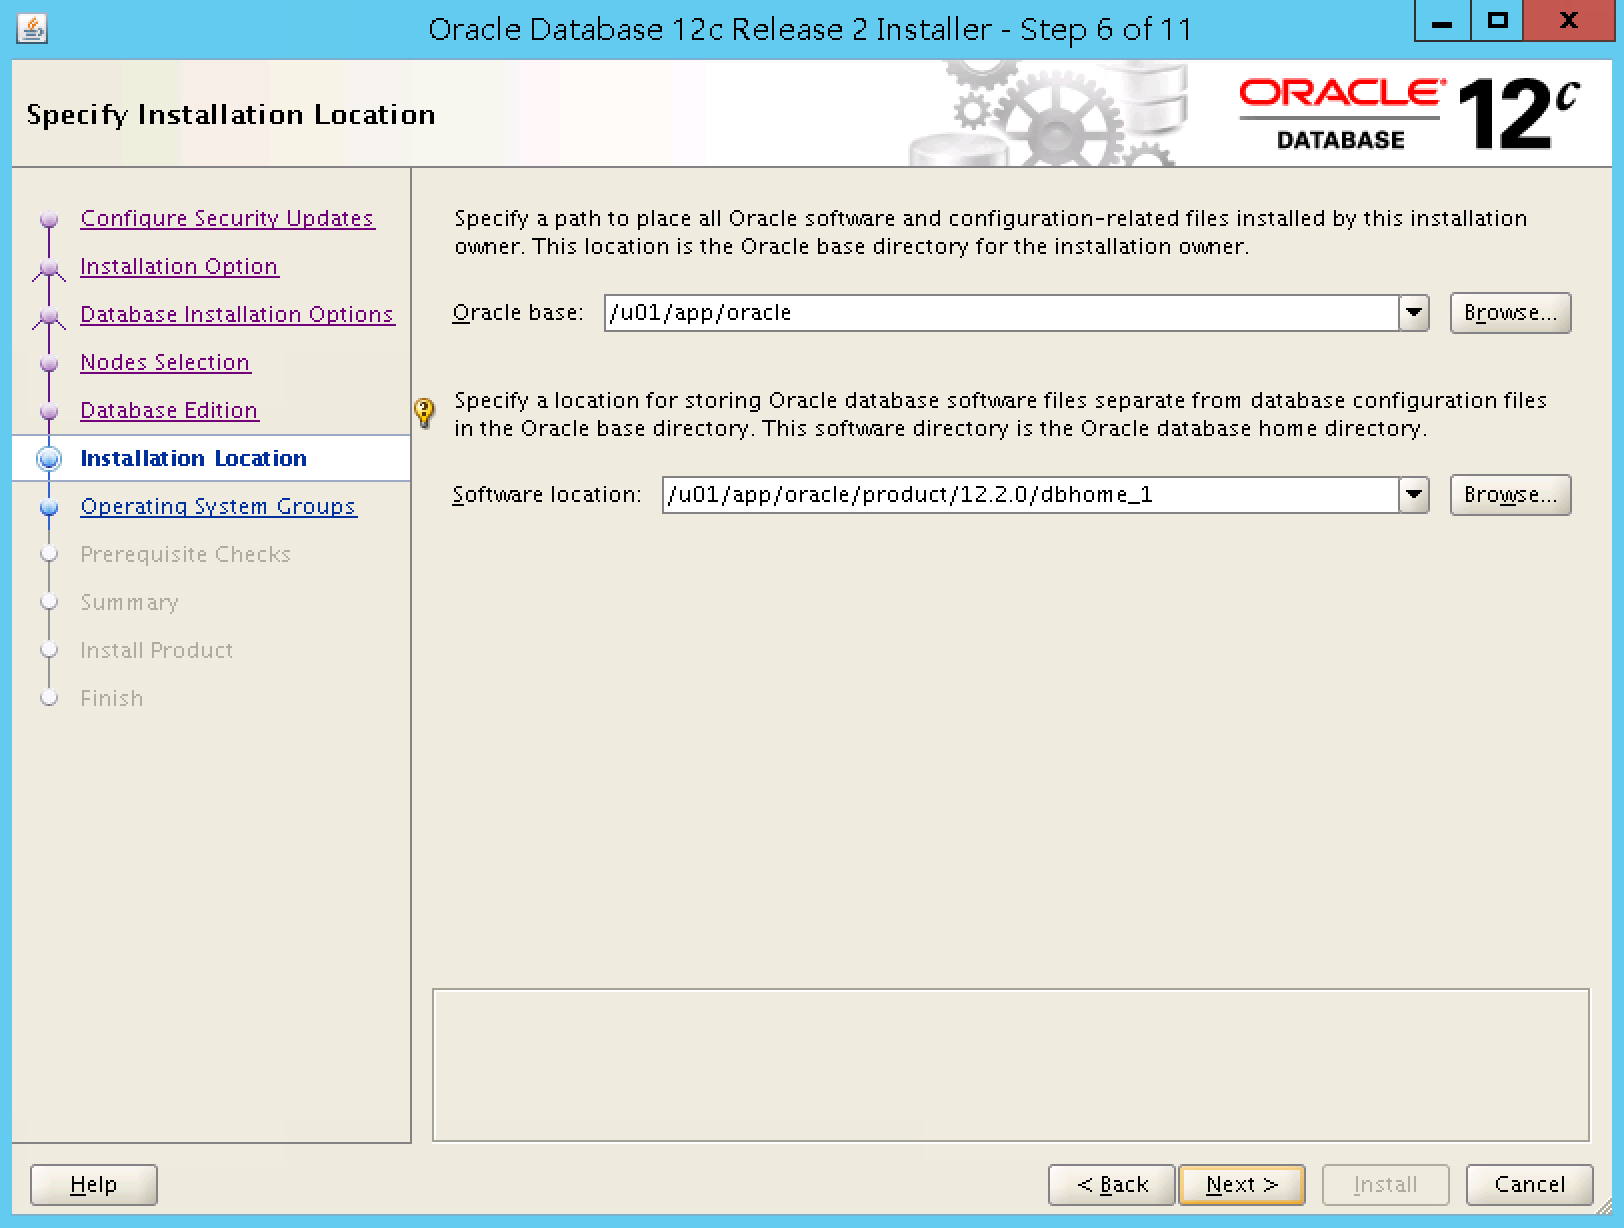 Oracle Database 12c Release 2 Installer - Step 6 of 11
Specify Installation Location
ORACLE
DATABASE
12c
Configure Security Updates
Installation Option
Database Installation Options
Nodes Selection
Database Edition
Installation Location
Operating System Groups
Prerequisite Checks
Summary
Install Product
Finish
Specify a path to place all Oracle software and configuration-related files installed by this installation
owner. This location is the Oracle base directory for the installation owner.
Oracle base: /u01/app/oracle Browse...
Specify a location for storing Oracle database software files separate from database configuration files
in the Oracle base directory. This software directory is the Oracle database home directory.
Software location: /u01/app/oracle/product/12.2.0/dbhome_1 Browse...
Help < Back Next > Install Cancel